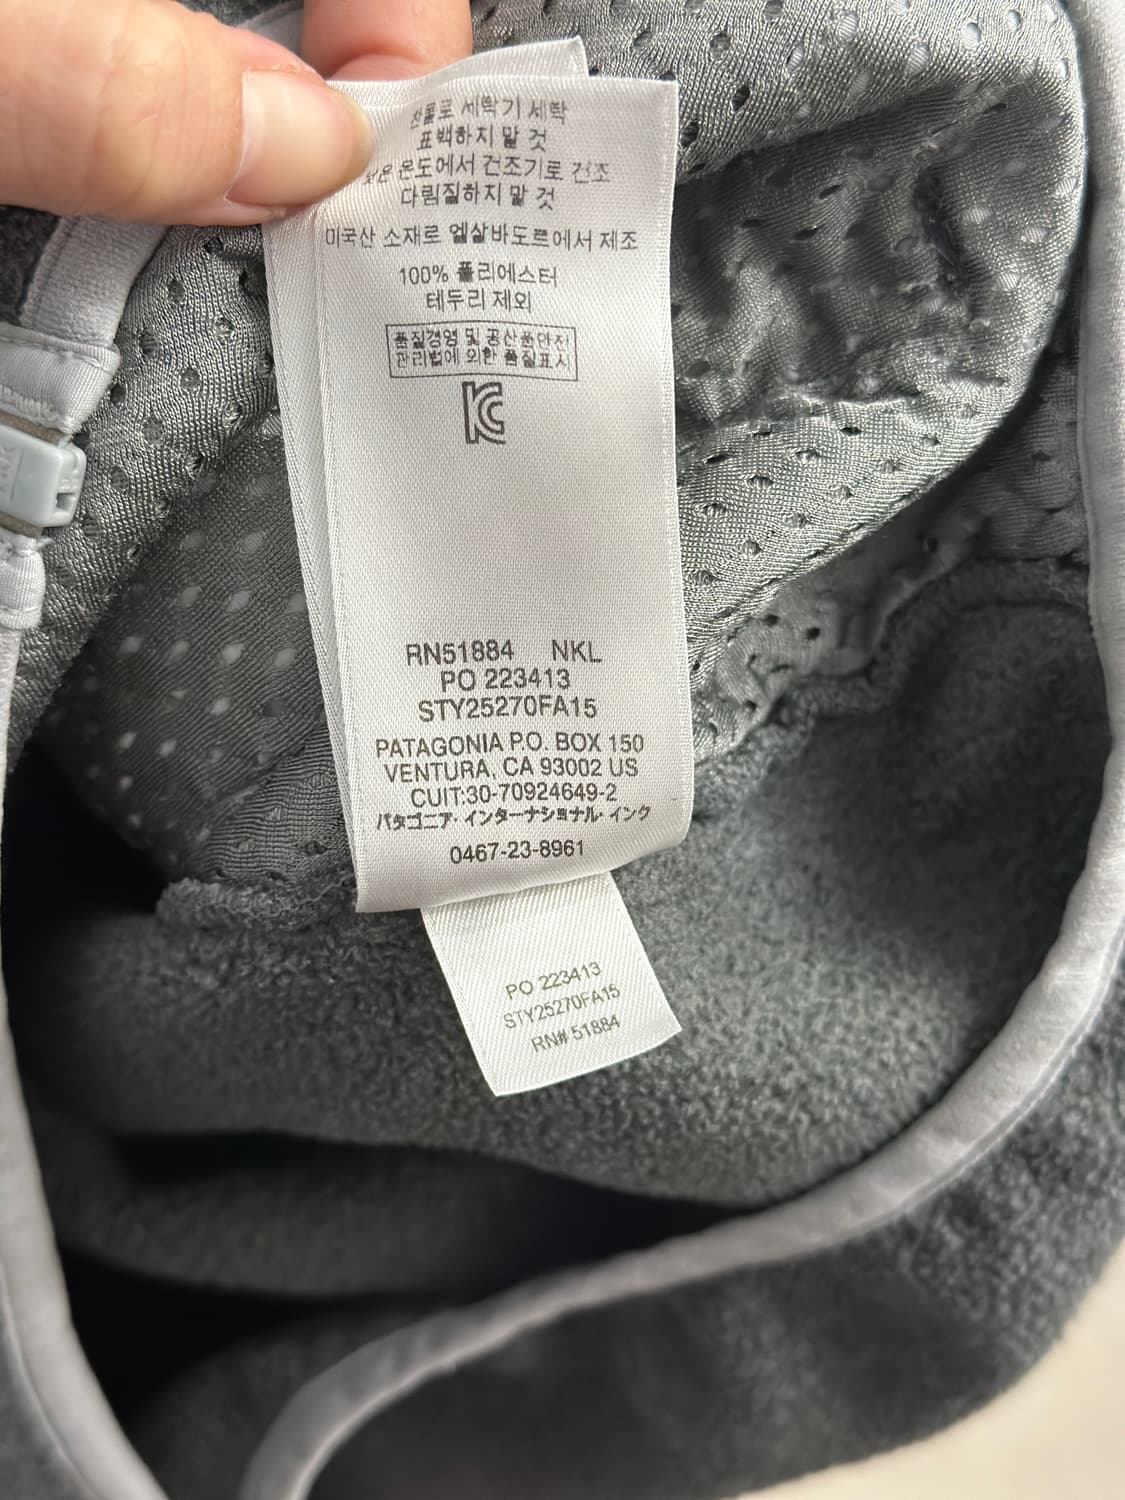 찬물로 세탁기 세탁
표백하지 말 것
낮은 온도에서 건조기로 건조
다림질하지 말 것
미국산 소재로 엘살바도르에서 제조
100% 폴리에스터
테두리 제외
품질경영 및 공산품안전
관리법에 의한 품질표시
RN51884 NKL
PO 223413
STY25270FA15
PATAGONIA P.O. BOX 150
VENTURA, CA 93002 US
CUIT:30-70924649-2
パタゴニア・インターナショナル・インク
0467-23-8961
PO 223413
STY25270FA15
RN# 51884